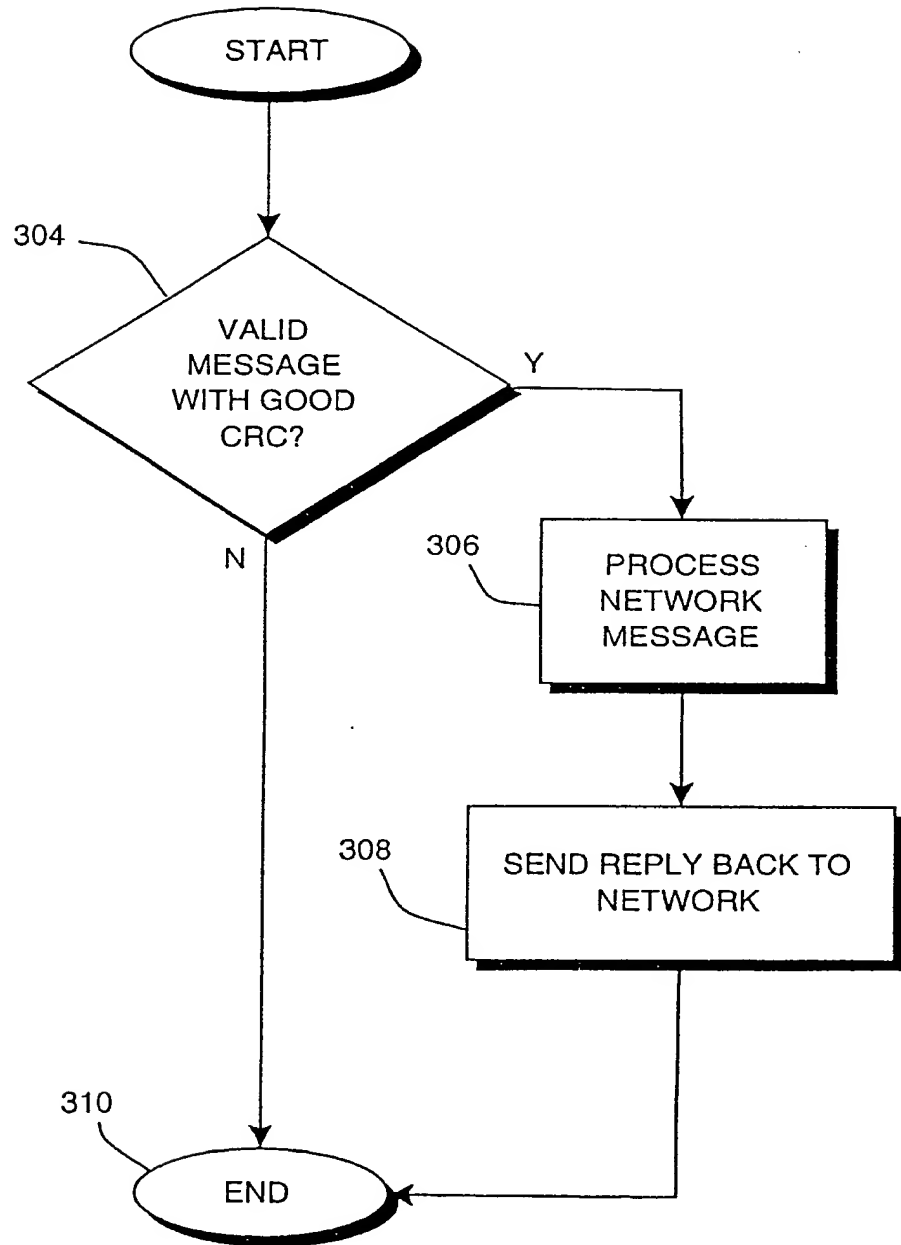 START
304
VALID
MESSAGE
WITH GOOD
CRC?
Y
N
306
PROCESS
NETWORK
MESSAGE
308
SEND REPLY BACK TO
NETWORK
310
END